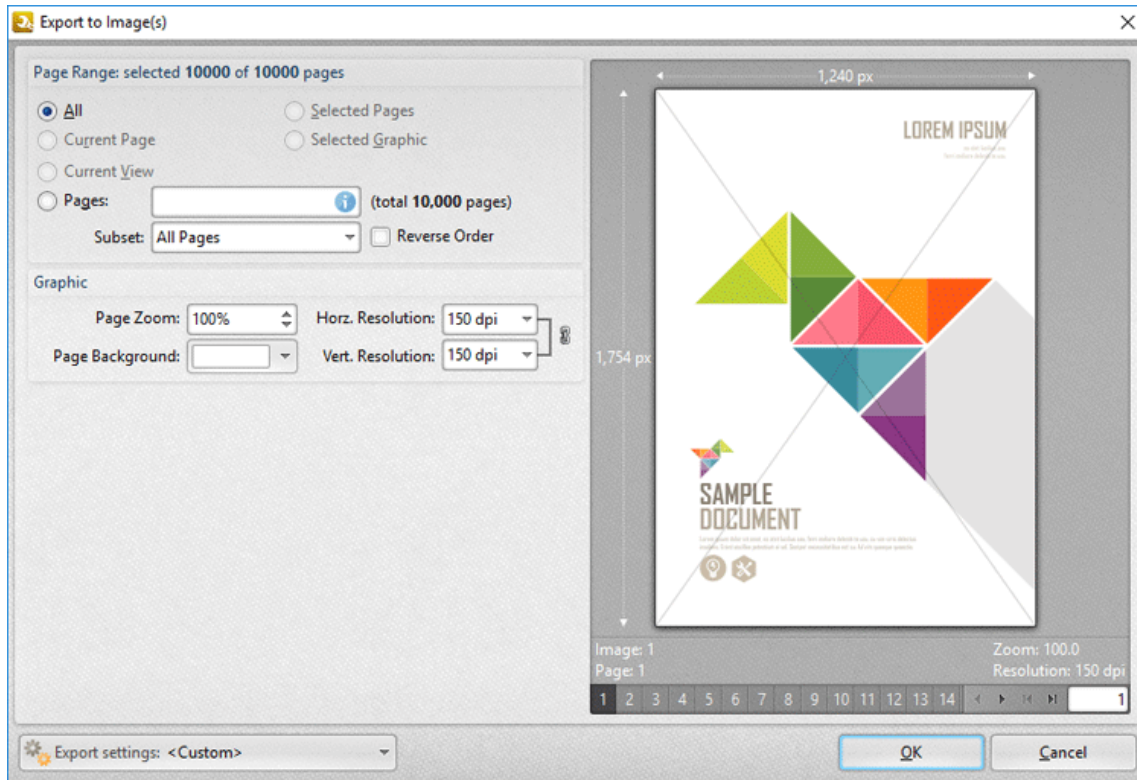 Export to Image(s)
Page Range: selected 10000 of 10000 pages
All
Selected Pages
Current Page
Selected Graphic
Current View
Pages:
(total 10,000 pages)
Subset: All Pages
Reverse Order
Graphic
Page Zoom: 100%
Horz. Resolution: 150 dpi
Page Background:
Vert. Resolution: 150 dpi
1,240 px
1,754 px
LOREM IPSUM
SAMPLE
DOCUMENT
Image: 1
Zoom: 100.0
Page: 1
Resolution: 150 dpi
1 2 3 4 5 6 7 8 9 10 11 12 13 14
1
Export settings: <Custom>
OK
Cancel